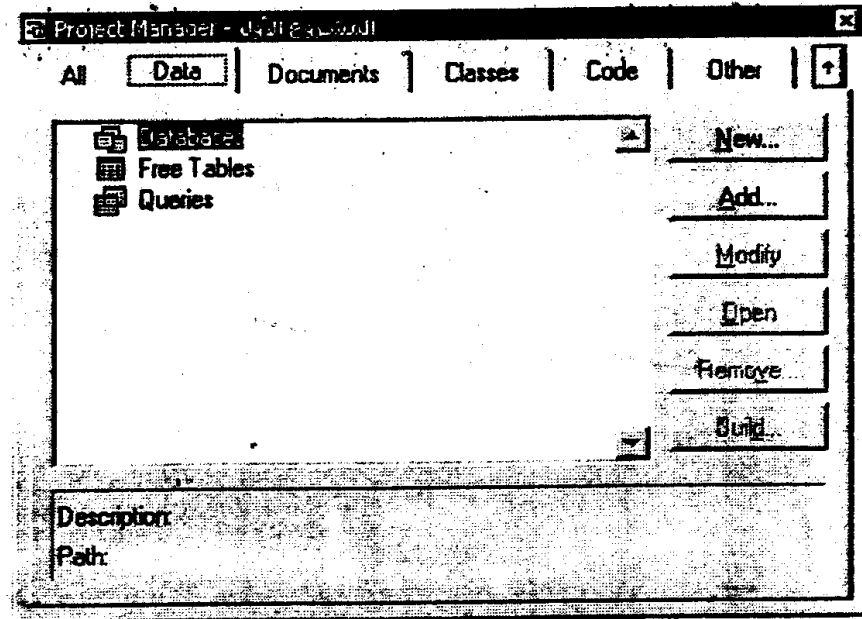 Project Manager -
All Data Documents Classes Code Other
Databases
Free Tables
Queries
New...
Add...
Modify
Open
Remove
Build...
Description:
Path: